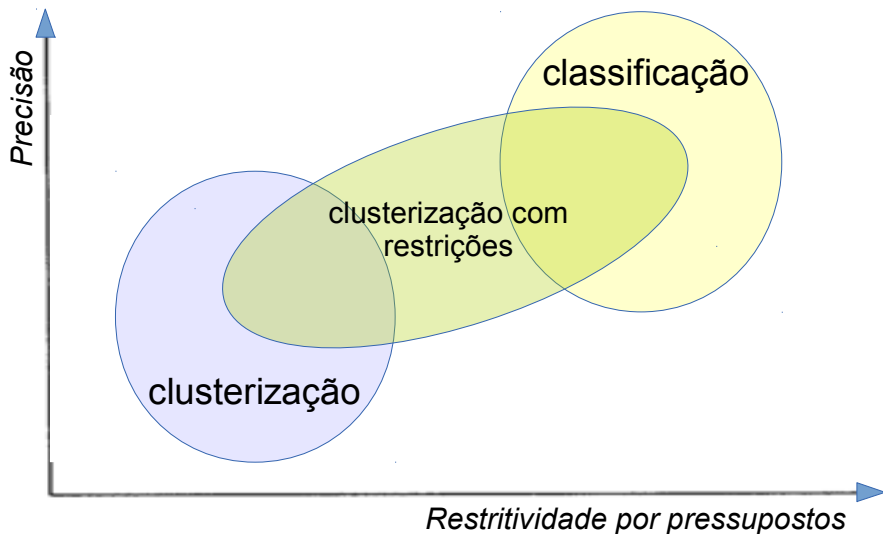 Precisão
classificação
clusterização com
restrições
clusterização
Restritividade por pressupostos